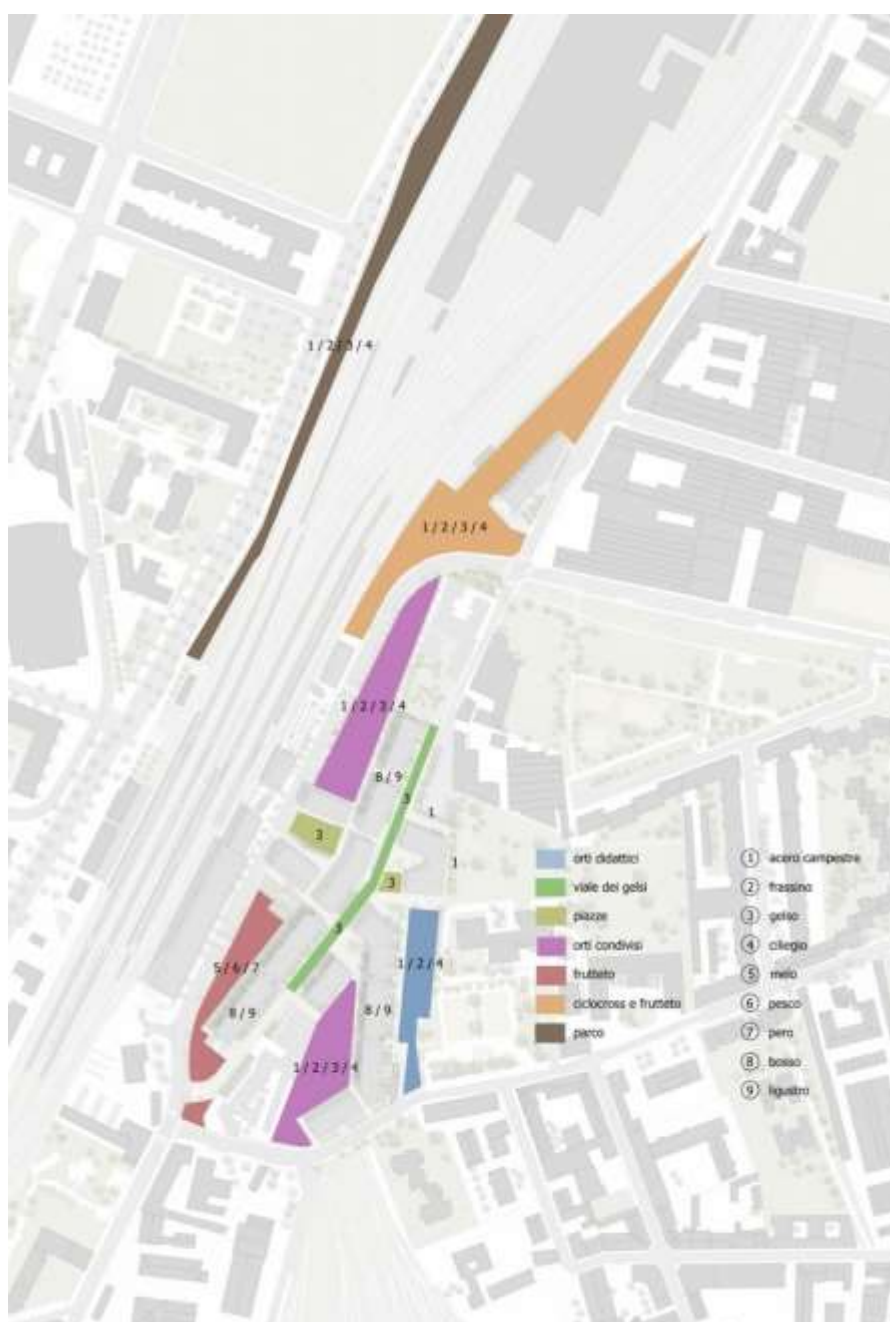 1 / 2 / 3 / 4
1 / 2 / 3 / 4
1 / 2 / 3 / 4
8 / 9
3
1
3
1
3
3
5 / 6 / 7
1 / 2 / 4
8 / 9
8 / 9
1 / 2 / 3 / 4
orti didattici
viale dei gelsi
piazze
orti condivisi
frutteto
ciclocross e frutteto
parco
1 acero campestre
2 frassino
3 gelso
4 ciliegio
5 melo
6 pesco
7 pero
8 bosso
9 ligustro